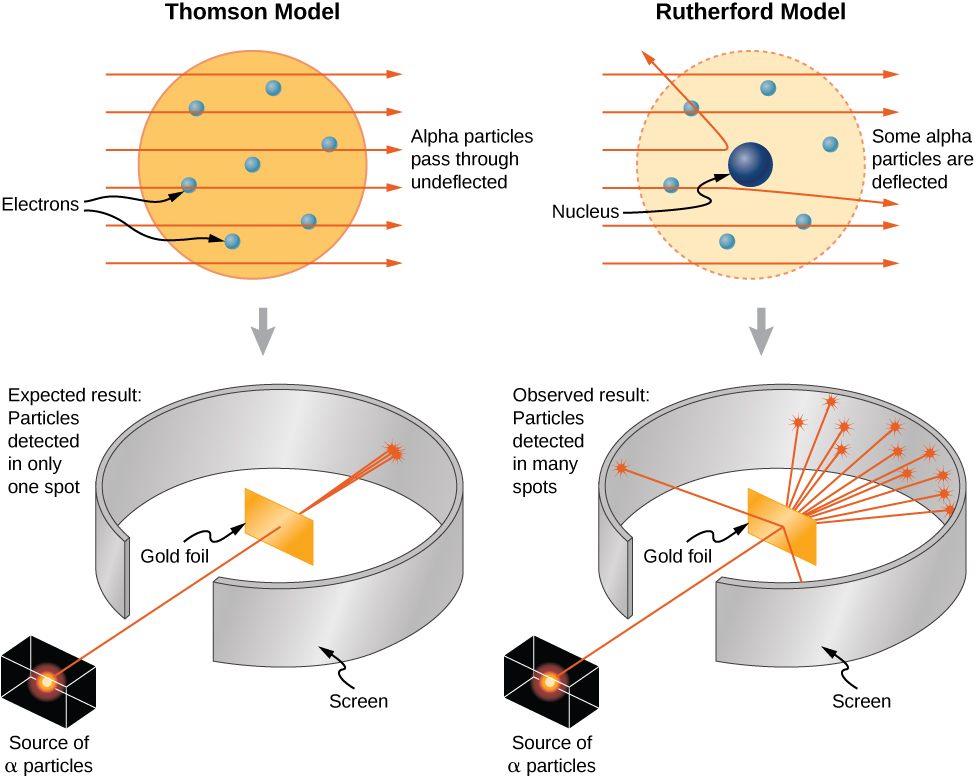 Thomson Model
Alpha particles
pass through
undeflected
Electrons
Expected result:
Particles
detected
in only
one spot
Gold foil
Screen
Source of
α particles
Rutherford Model
Some alpha
particles are
deflected
Nucleus
Observed result:
Particles
detected
in many
spots
Gold foil
Screen
Source of
α particles